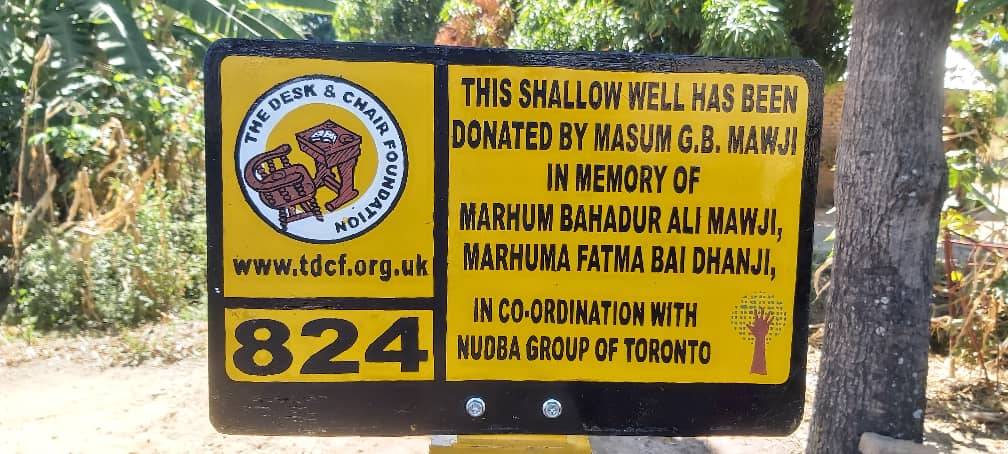 THE DESK & CHAIR FOUNDATION
www.tdcf.org.uk
824
THIS SHALLOW WELL HAS BEEN
DONATED BY MASUM G.B. MAWJI
IN MEMORY OF
MARHUM BAHADUR ALI MAWJI,
MARHUMA FATMA BAI DHANJI,
IN CO-ORDINATION WITH
NUDBA GROUP OF TORONTO